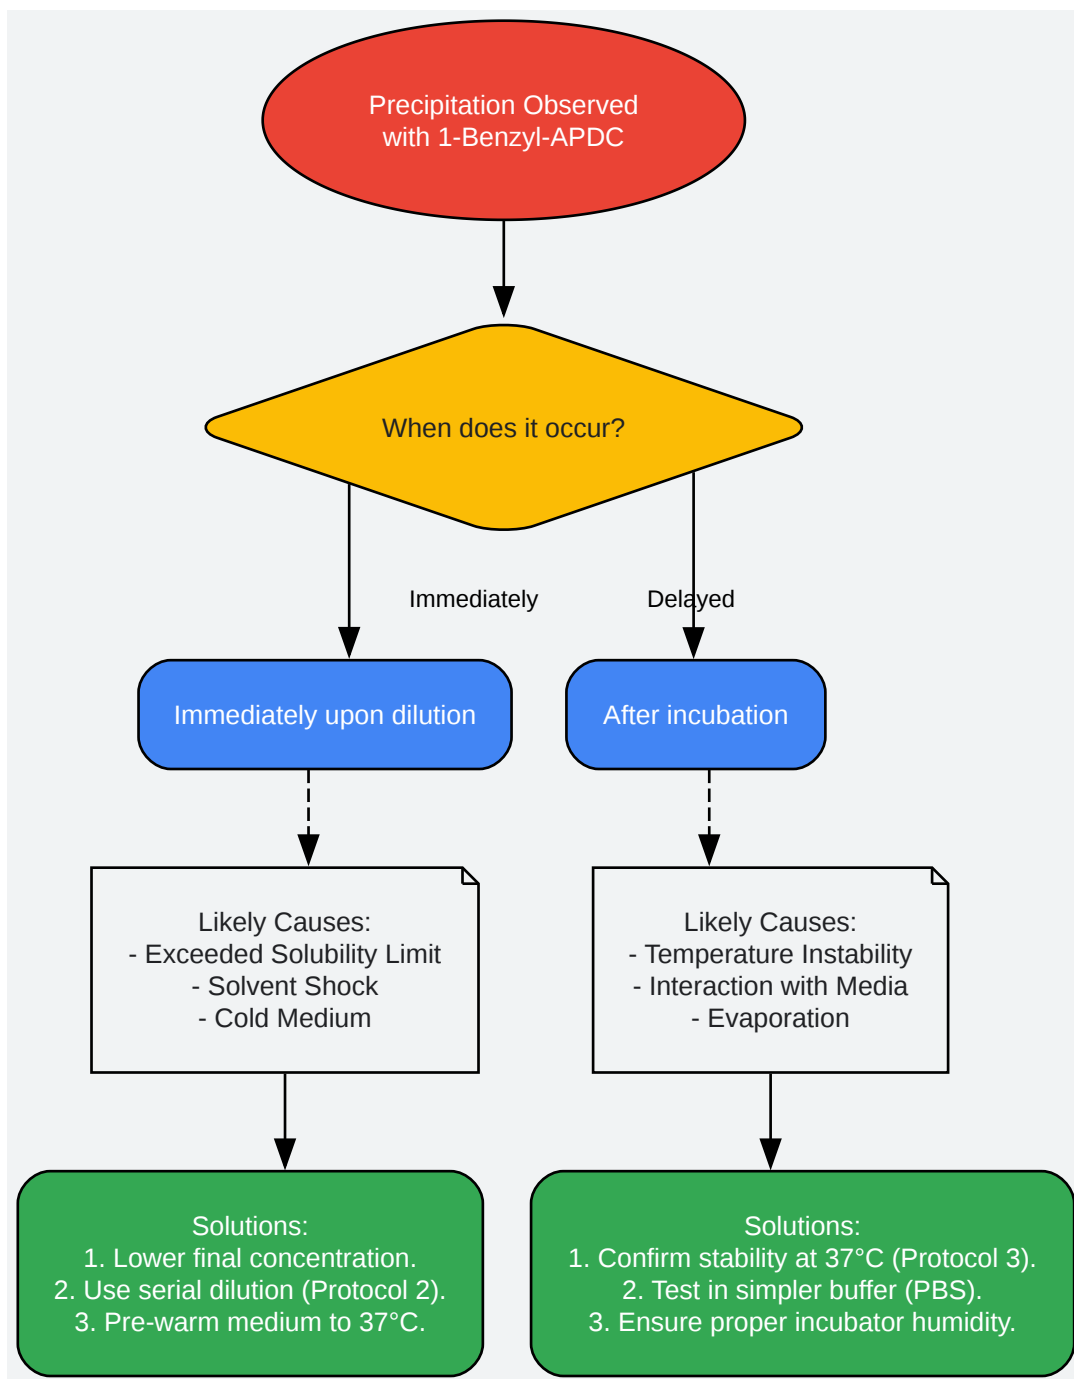 Precipitation Observed
with 1-Benzyl-APDC
When does it occur?
Immediately
Delayed
Immediately upon dilution
After incubation
Likely Causes:
- Exceeded Solubility Limit
- Solvent Shock
- Cold Medium
Likely Causes:
- Temperature Instability
- Interaction with Media
- Evaporation
Solutions:
1. Lower final concentration.
2. Use serial dilution (Protocol 2).
3. Pre-warm medium to 37°C.
Solutions:
1. Confirm stability at 37°C (Protocol 3).
2. Test in simpler buffer (PBS).
3. Ensure proper incubator humidity.